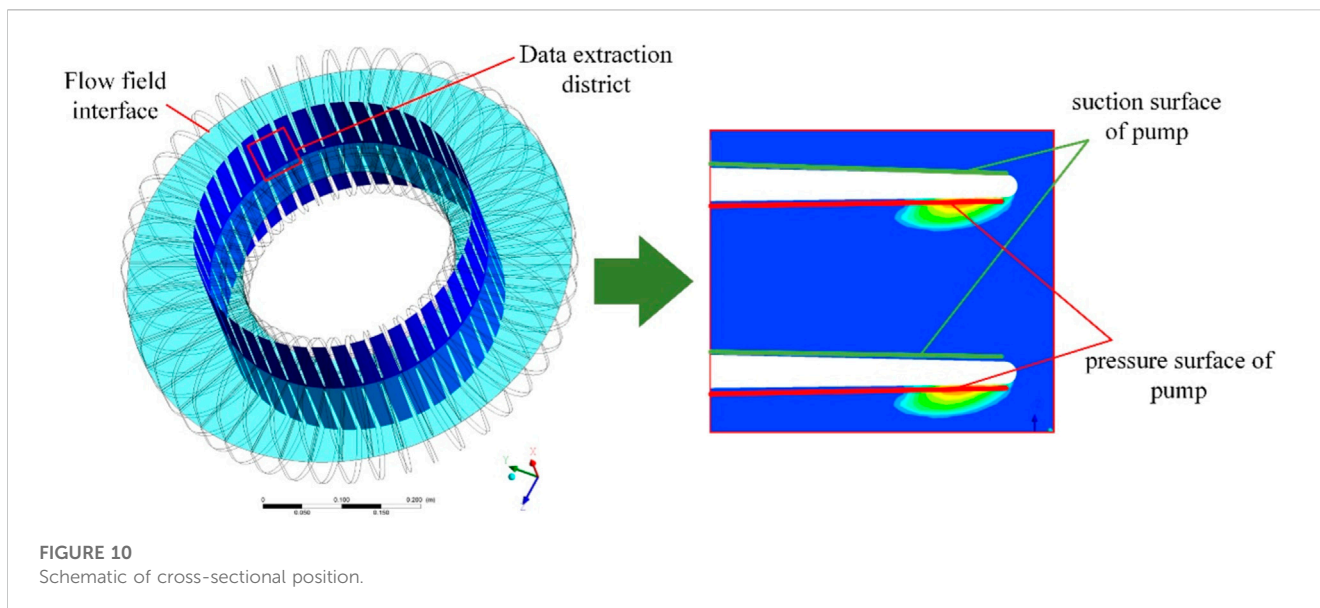 Flow field
interface
Data extraction
district
suction surface
of pump
pressure surface of
pump
X
Y
Z
0 0.100 0.200 (m)
0.050 0.150
FIGURE 10
Schematic of cross-sectional position.